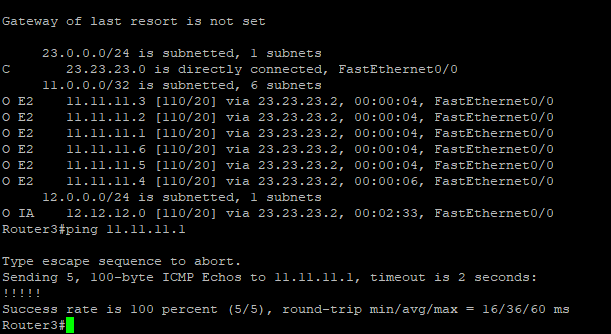 Gateway of last resort is not set
     23.0.0.0/24 is subnetted, 1 subnets
C       23.23.23.0 is directly connected, FastEthernet0/0
     11.0.0.0/32 is subnetted, 6 subnets
O E2    11.11.11.3 [110/20] via 23.23.23.2, 00:00:04, FastEthernet0/0
O E2    11.11.11.2 [110/20] via 23.23.23.2, 00:00:04, FastEthernet0/0
O E2    11.11.11.1 [110/20] via 23.23.23.2, 00:00:04, FastEthernet0/0
O E2    11.11.11.6 [110/20] via 23.23.23.2, 00:00:04, FastEthernet0/0
O E2    11.11.11.5 [110/20] via 23.23.23.2, 00:00:04, FastEthernet0/0
O E2    11.11.11.4 [110/20] via 23.23.23.2, 00:00:06, FastEthernet0/0
     12.0.0.0/24 is subnetted, 1 subnets
O IA    12.12.12.0 [110/20] via 23.23.23.2, 00:02:33, FastEthernet0/0
Router3#ping 11.11.11.1
Type escape sequence to abort.
Sending 5, 100-byte ICMP Echos to 11.11.11.1, timeout is 2 seconds:
!!!!!
Success rate is 100 percent (5/5), round-trip min/avg/max = 16/36/60 ms
Router3#